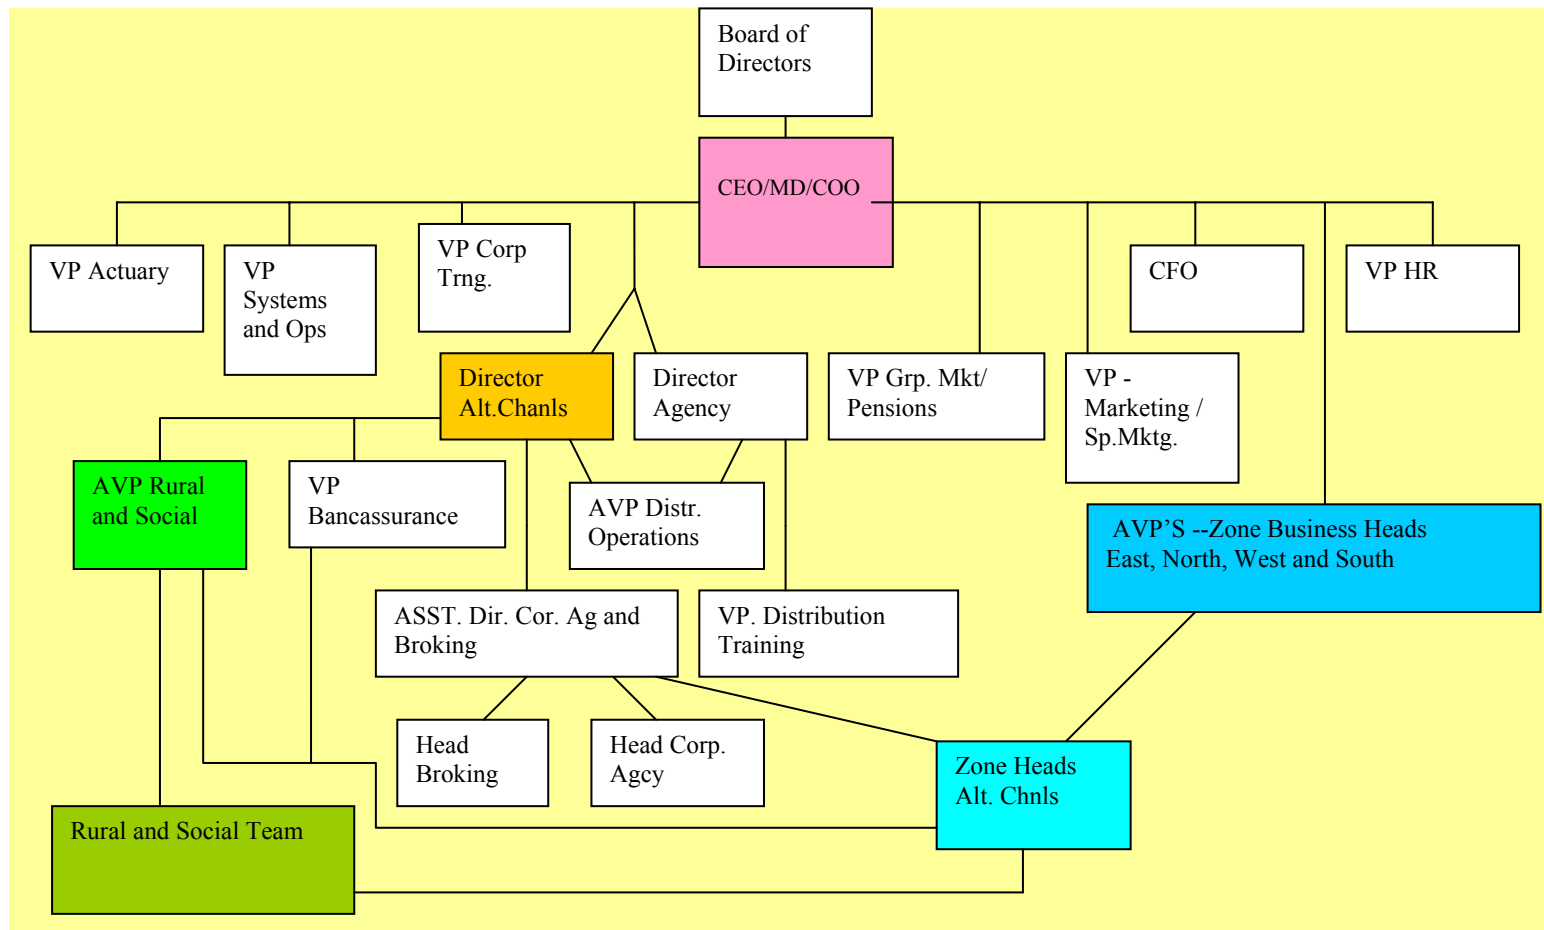 Board of
Directors
CEO/MD/COO
VP Actuary
VP
Systems
and Ops
VP Corp
Trng.
CFO
VP HR
Director
Alt.Chanls
Director
Agency
VP Grp. Mkt/
Pensions
VP -
Marketing /
Sp.Mktg.
AVP Rural
and Social
VP
Bancassurance
AVP Distr.
Operations
AVP’S --Zone Business Heads
East, North, West and South
ASST. Dir. Cor. Ag and
Broking
VP. Distribution
Training
Head
Broking
Head Corp.
Agcy
Zone Heads
Alt. Chnls
Rural and Social Team